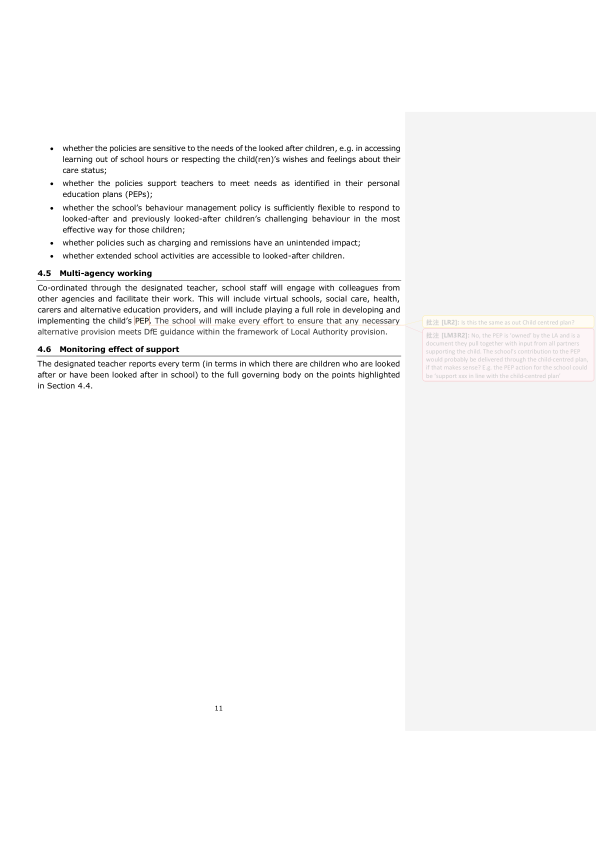 • whether the policies are sensitive to the needs of the looked after children, e.g. in accessing
learning out of school hours or respecting the child(ren)'s wishes and feelings about their
care status;
• whether the policies support teachers to meet needs as identified in their personal
education plans (PEPs);
• whether the school's behaviour management policy is sufficiently flexible to respond to
looked-after and previously looked-after children's challenging behaviour in the most
effective way for those children;
• whether policies such as charging and remissions have an unintended impact;
• whether extended school activities are accessible to looked-after children.
4.5 Multi-agency working
Co-ordinated through the designated teacher, school staff will engage with colleagues from
other agencies and facilitate their work. This will include virtual schools, social care, health,
carers and alternative education providers, and will include playing a full role in developing and
implementing the child's PEP. The school will make every effort to ensure that any necessary
alternative provision meets DfE guidance within the framework of Local Authority provision.
4.6 Monitoring effect of support
The designated teacher reports every term (in terms in which there are children who are looked
after or have been looked after in school) to the full governing body on the points highlighted
in Section 4.4.
批注 [LR2]: Is this the same as out Child centred plan?
批注 [LM3R2]: No, the PEP is 'owned' by the LA and is a
document they pull together with input from all partners
supporting the child. The school's contribution to the PEP
would probably be delivered through the child-centred plan,
if that makes sense? E.g. the PEP action for the school could
be 'support xxx in line with the child-centred plan'
11